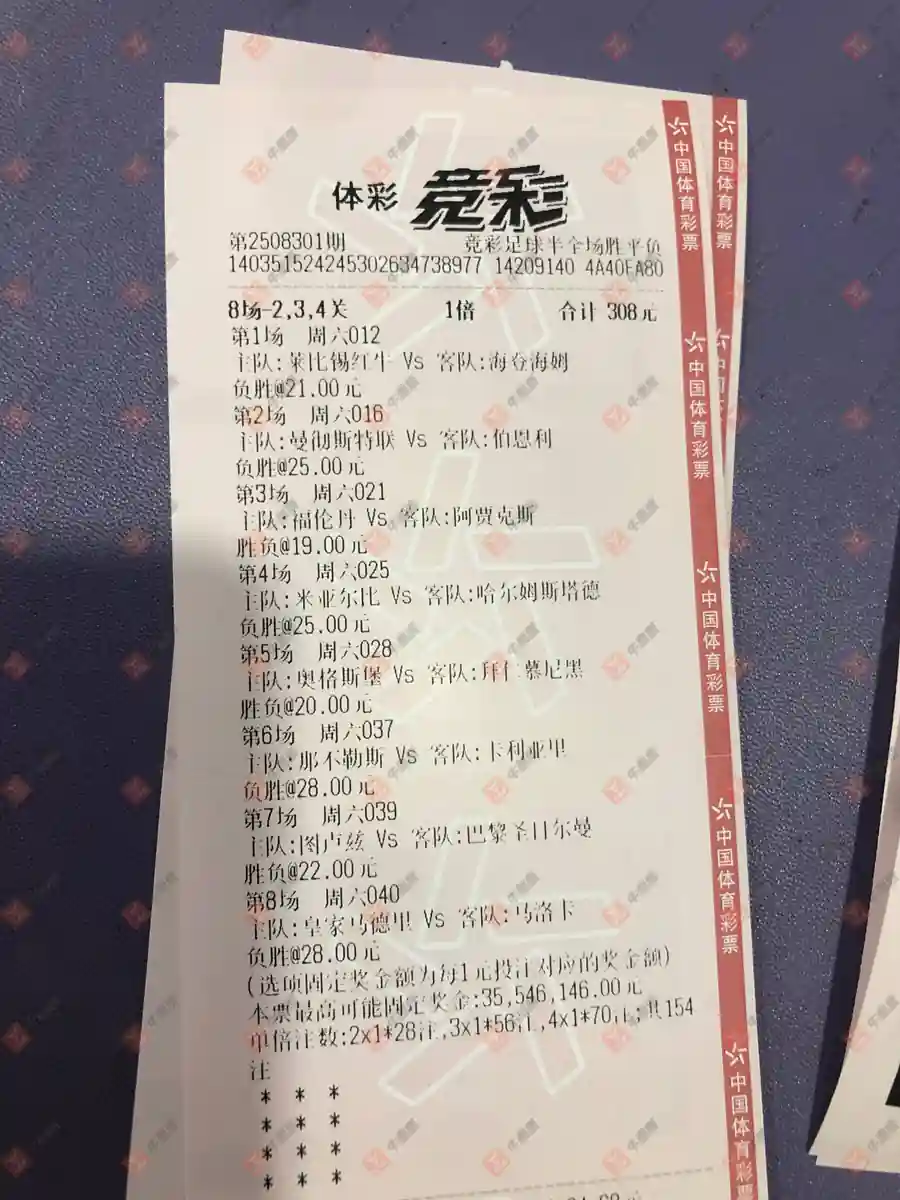 体彩 竞彩
第2508301期 竞彩足球半全场胜平负
140351524245302634738977 14209140 4A40EA80
8场-2,3,4关 1倍 合计 308元
第1场 周六012
主队:莱比锡红牛 Vs 客队:海登海姆
负胜@21.00元
第2场 周六016
主队:曼彻斯特联 Vs 客队:伯恩利
负胜@25.00元
第3场 周六021
主队:福伦丹 Vs 客队:阿贾克斯
胜负@19.00元
第4场 周六025
主队:米亚尔比 Vs 客队:哈尔姆斯塔德
负胜@25.00元
第5场 周六028
主队:奥格斯堡 Vs 客队:拜仁慕尼黑
胜负@20.00元
第6场 周六037
主队:那不勒斯 Vs 客队:卡利亚里
负胜@28.00元
第7场 周六039
主队:图卢兹 Vs 客队:巴黎圣日尔曼
胜负@22.00元
第8场 周六040
主队:皇家马德里 Vs 客队:马洛卡
负胜@28.00元
(选项固定奖金额为每1元投注对应的奖金额)
本票最高可能固定奖金:35,546,146.00元
单倍注数:2x1*28注,3x1*56注,4x1*70注;共154
注
* * *
* * *
* * *
* * *
中国体育彩票
中国体育彩票
中国体育彩票
中国体育彩票
中国体育彩票
中国体育彩票